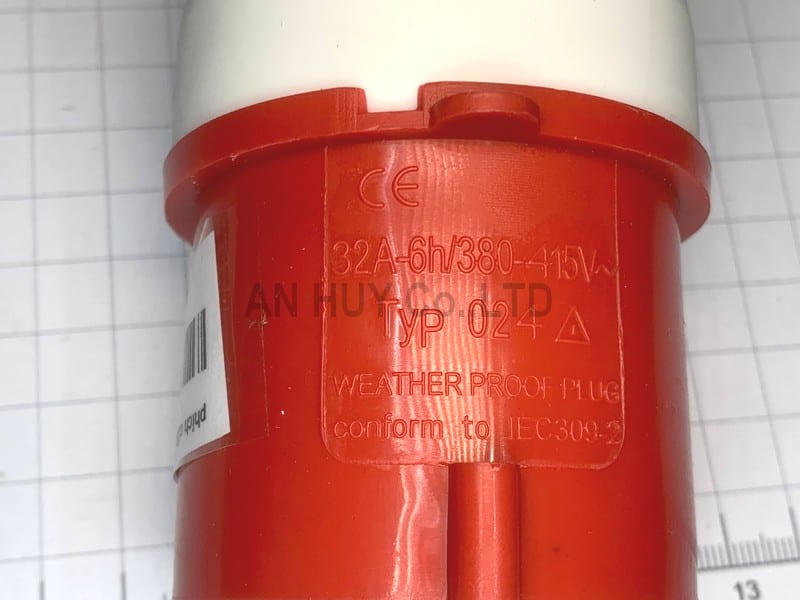 CE
32A-6h/380-415V~
AN HUY Co.,LTD
Typ 024
WEATHER PROOF PLUG
conform to IEC309-2
phích
13